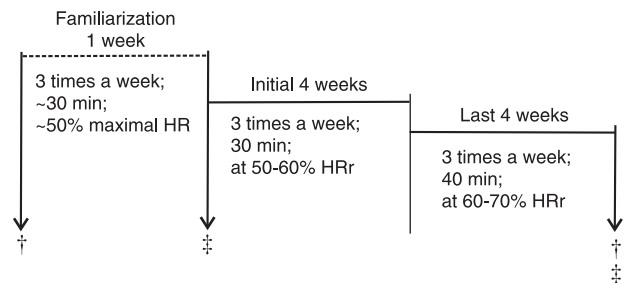 Familiarization
1 week
3 times a week;
~30 min;
~50% maximal HR
Initial 4 weeks
3 times a week;
30 min;
at 50-60% HRr
Last 4 weeks
3 times a week;
40 min;
at 60-70% HRr
†
‡
†
‡